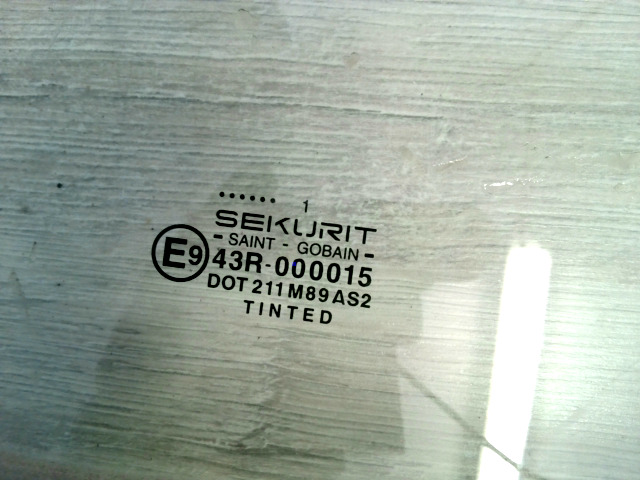 ...... 1
SEKURIT
- SAINT - GOBAIN -
E9 43R-000015
DOT 211 M89 AS2
TINTED